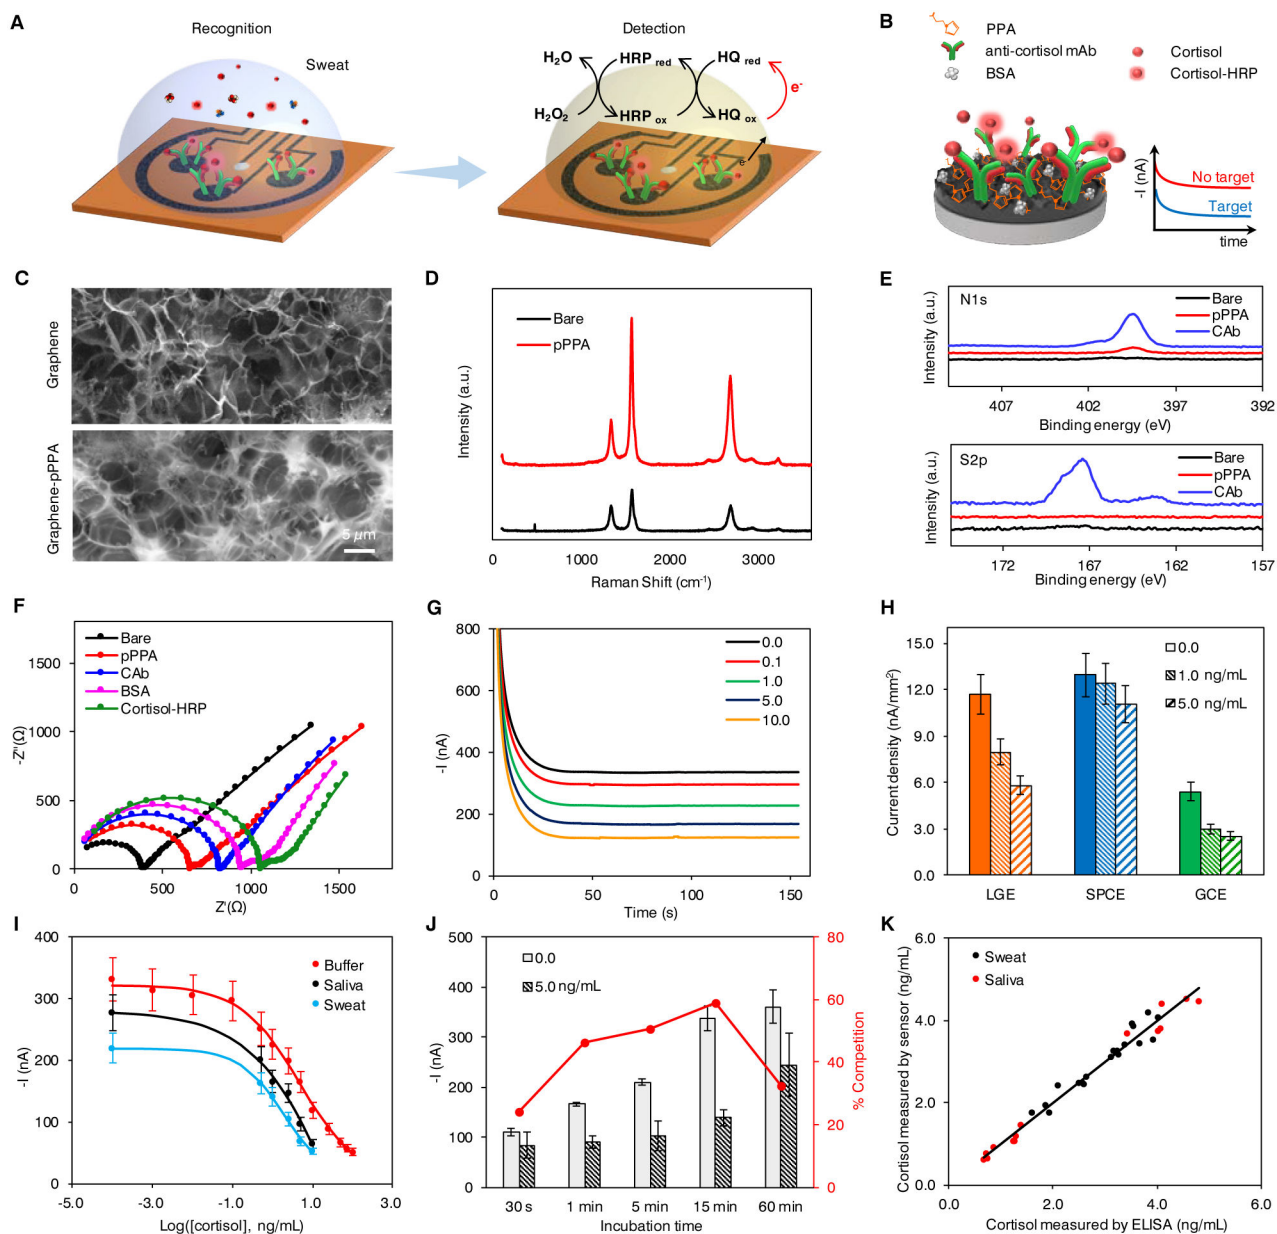 A
Recognition
Sweat
Detection
H2O
HRP red
HQ red
e-
H2O2
HRP ox
HQ ox
e-
B
PPA
anti-cortisol mAb
BSA
Cortisol
Cortisol-HRP
-I (nA)
No target
Target
time
C
Graphene
Graphene-pPPA
5 μm
D
Bare
pPPA
Intensity (a.u.)
0 1000 2000 3000
Raman Shift (cm-1)
E
N1s
Bare
pPPA
CAb
Intensity (a.u.)
407 402 397 392
Binding energy (eV)
S2p
Bare
pPPA
CAb
Intensity (a.u.)
172 167 162 157
Binding energy (eV)
F
Bare
pPPA
CAb
BSA
Cortisol-HRP
-Z''(Ω)
1500
1000
500
0
0 500 1000 1500
Z'(Ω)
G
800
600
400
200
0
-I (nA)
0.0
0.1
1.0
5.0
10.0
0 50 100 150
Time (s)
H
15.0
12.0
9.0
6.0
3.0
0.0
Current density (nA/mm2)
0.0
1.0 ng/mL
5.0 ng/mL
LGE SPCE GCE
I
400
300
200
100
0
-I (nA)
Buffer
Saliva
Sweat
-5.0 -3.0 -1.0 1.0 3.0
Log([cortisol], ng/mL)
J
500
400
300
200
100
0
-I (nA)
0.0
5.0 ng/mL
80
60
40
20
0
% Competition
30 s 1 min 5 min 15 min 60 min
Incubation time
K
6.0
4.0
2.0
0.0
Cortisol measured by sensor (ng/mL)
Sweat
Saliva
0.0 2.0 4.0 6.0
Cortisol measured by ELISA (ng/mL)